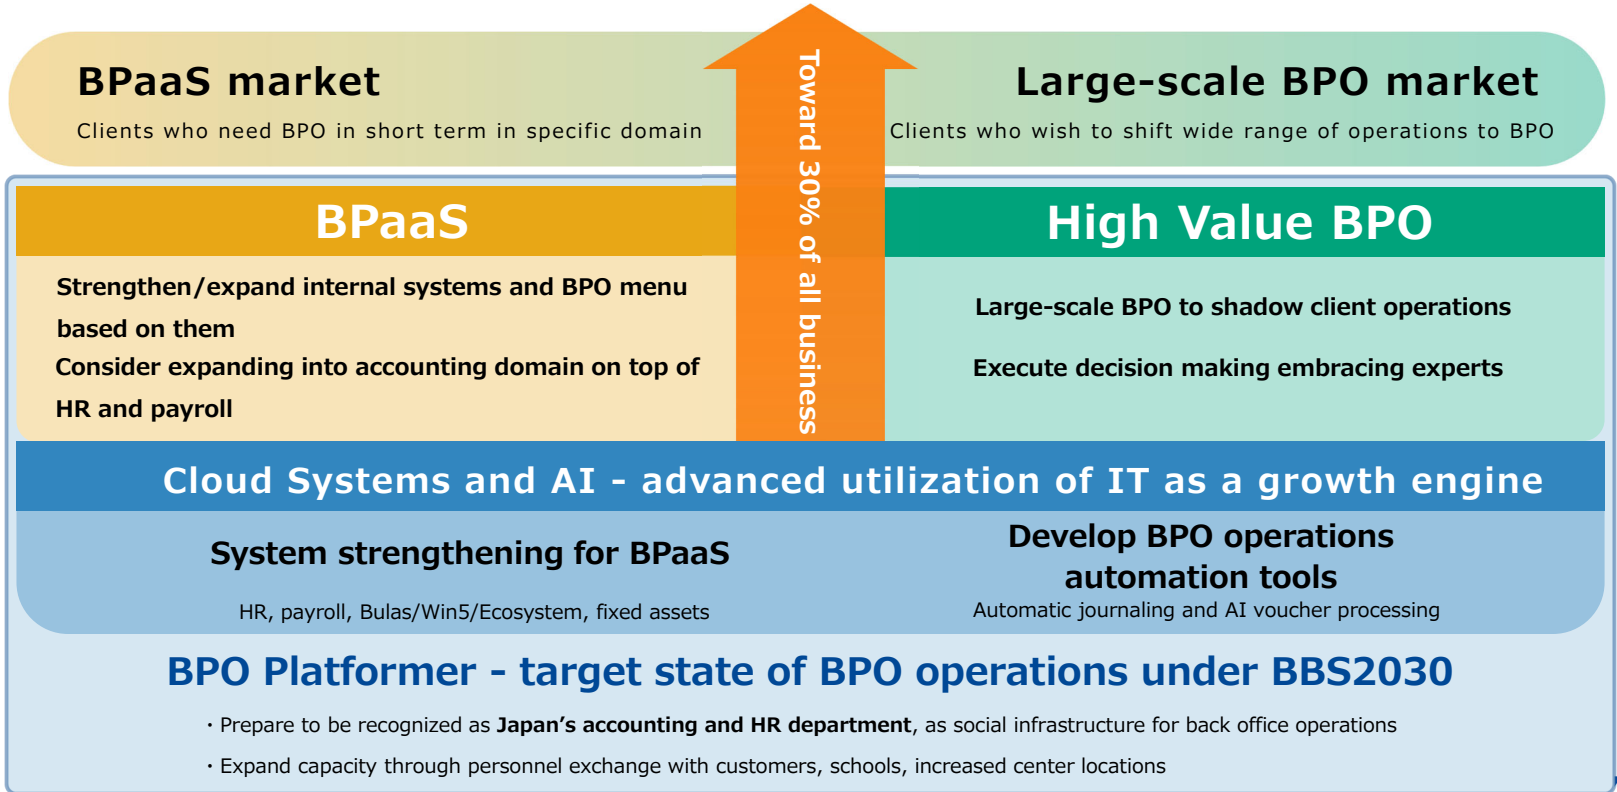 BPaaS market
Clients who need BPO in short term in specific domain
Toward 30% of all business
Large-scale BPO market
Clients who wish to shift wide range of operations to BPO
BPaaS
Strengthen/expand internal systems and BPO menu
based on them
Consider expanding into accounting domain on top of
HR and payroll
High Value BPO
Large-scale BPO to shadow client operations
Execute decision making embracing experts
Cloud Systems and AI - advanced utilization of IT as a growth engine
System strengthening for BPaaS
HR, payroll, Bulas/Win5/Ecosystem, fixed assets
Develop BPO operations
automation tools
Automatic journaling and AI voucher processing
BPO Platformer - target state of BPO operations under BBS2030
・Prepare to be recognized as Japan’s accounting and HR department, as social infrastructure for back office operations
・Expand capacity through personnel exchange with customers, schools, increased center locations